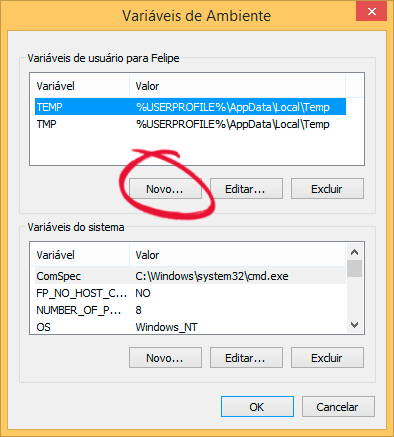 Variáveis de Ambiente
Variáveis de usuário para Felipe
Variável Valor
TEMP %USERPROFILE%\AppData\Local\Temp
TMP %USERPROFILE%\AppData\Local\Temp
Novo... Editar... Excluir
Variáveis do sistema
Variável Valor
ComSpec C:\Windows\system32\cmd.exe
FP_NO_HOST_C... NO
NUMBER_OF_P... 8
OS Windows_NT
Novo... Editar... Excluir
OK Cancelar